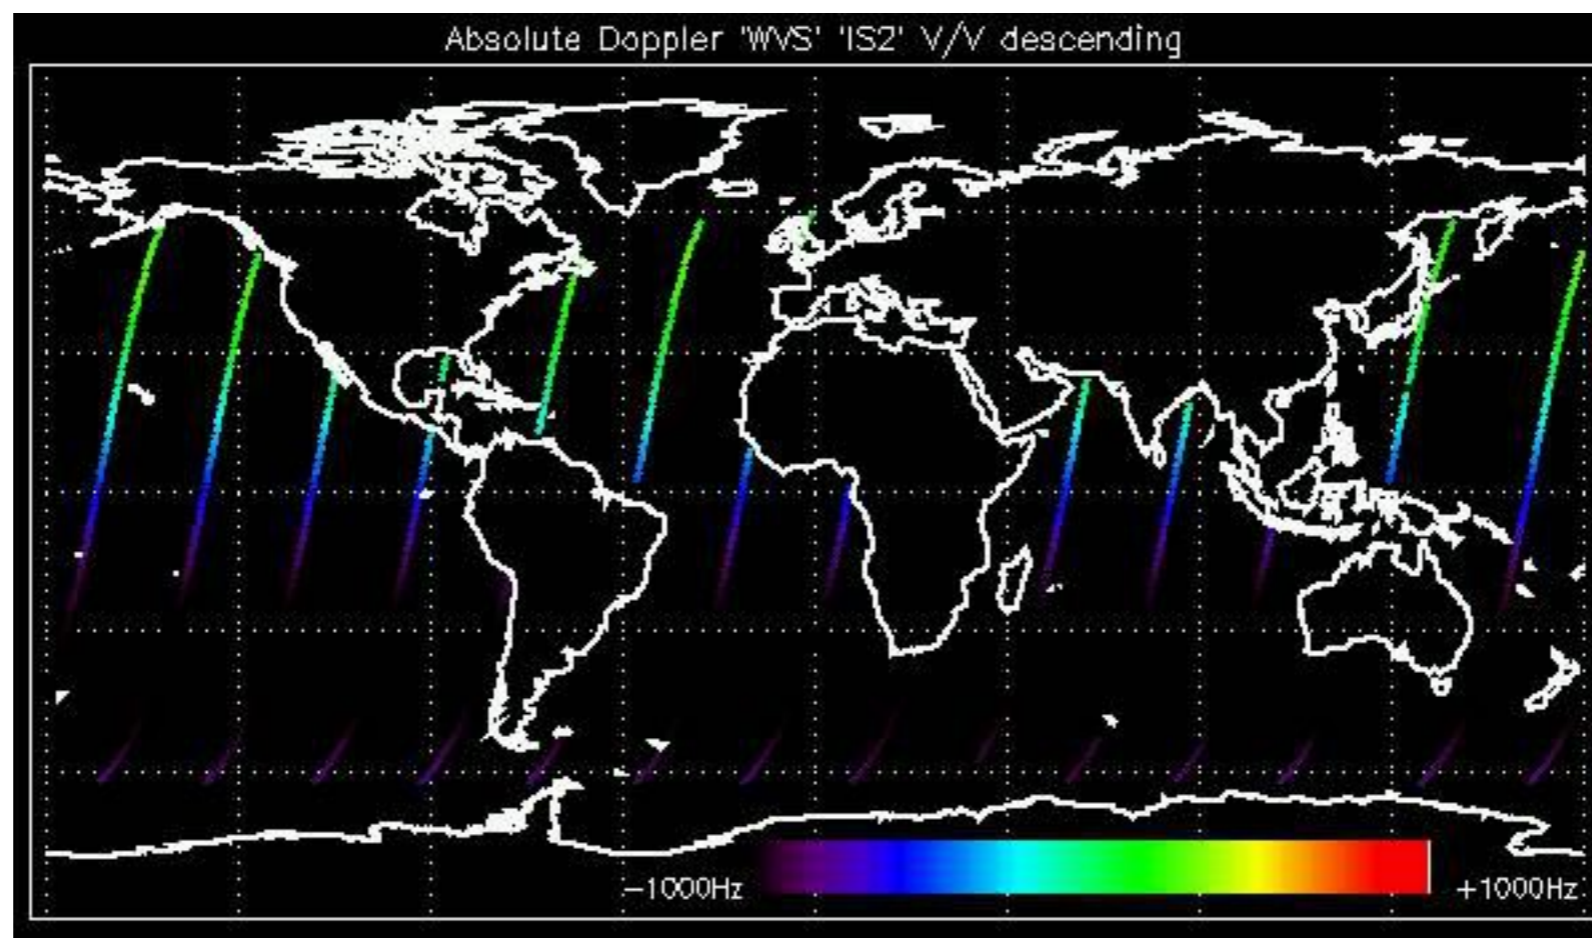 Absolute Doppler 'WVS' 'IS2' V/V descending
−1000Hz
+1000Hz